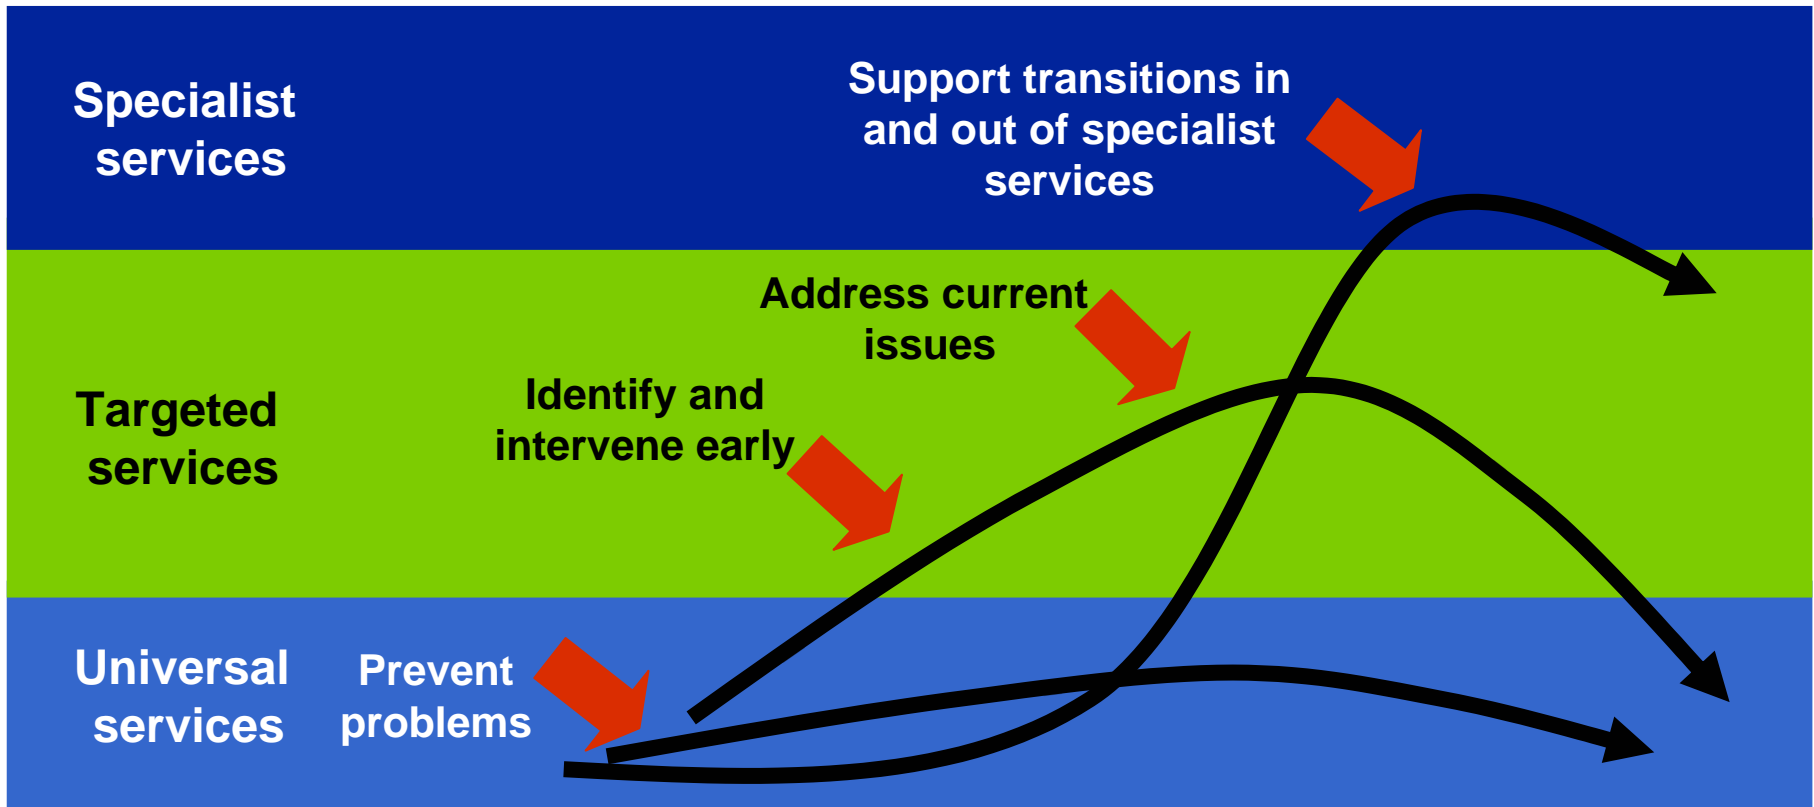 Specialist
services
Support transitions in
and out of specialist
services
Address current
issues
Identify and
intervene early
Targeted
services
Universal
services
Prevent
problems